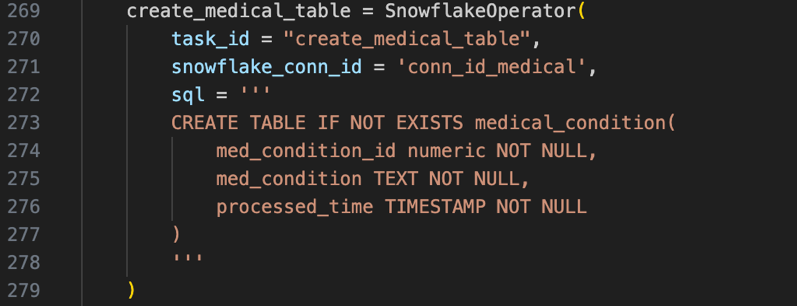 269 create_medical_table = SnowflakeOperator(
270 task_id = "create_medical_table",
271 snowflake_conn_id = 'conn_id_medical',
272 sql = '''
273 CREATE TABLE IF NOT EXISTS medical_condition(
274 med_condition_id numeric NOT NULL,
275 med_condition TEXT NOT NULL,
276 processed_time TIMESTAMP NOT NULL
277 )
278 '''
279 )